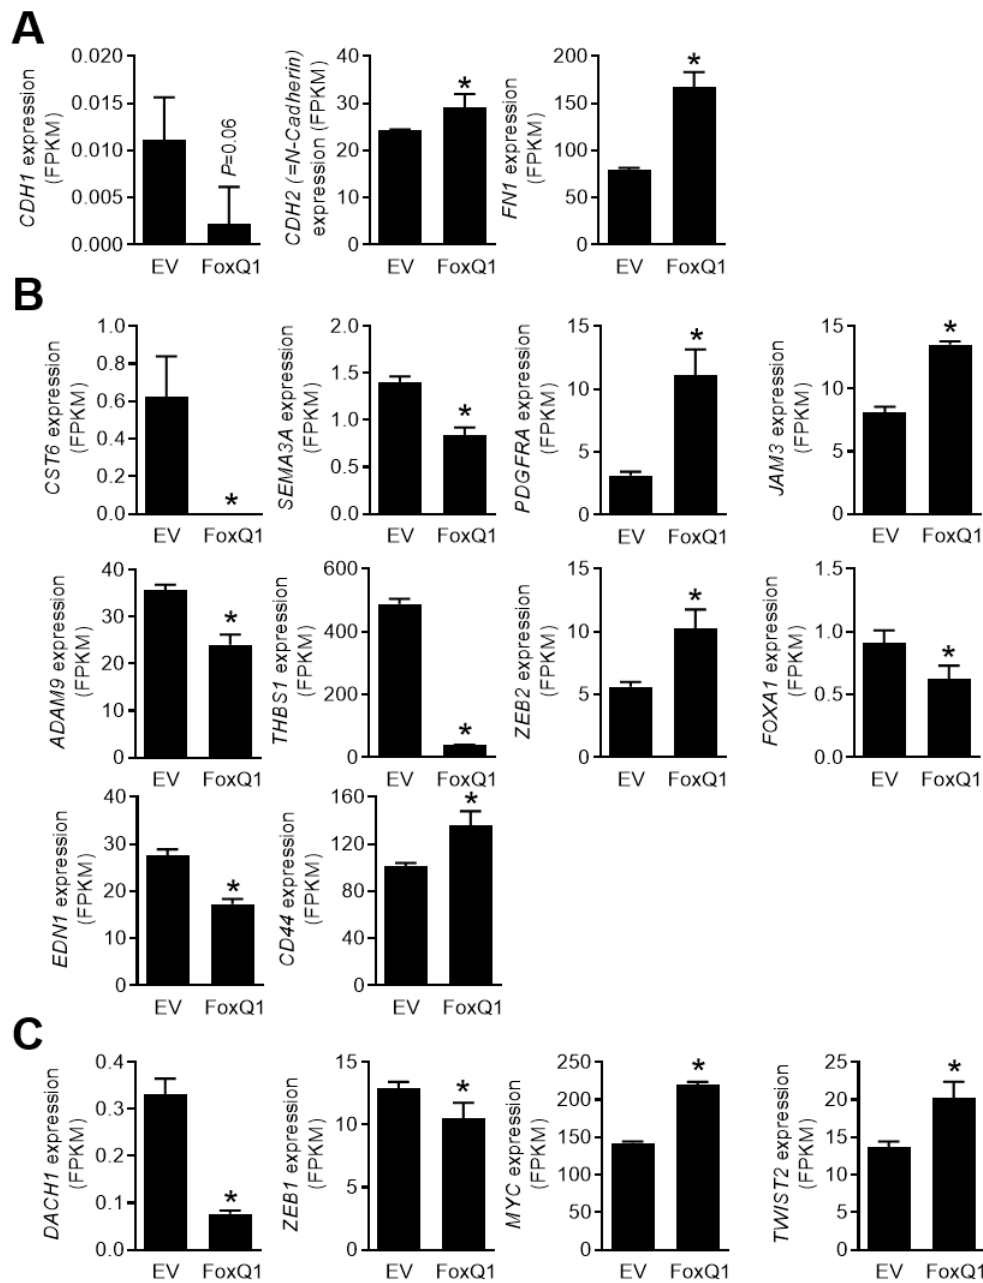 A
CDH1 expression
(FPKM)
0.020
0.015
0.010
0.005
0.000
P=0.06
EV FoxQ1
CDH2 (=N-Cadherin)
expression (FPKM)
40
30
20
10
0
*
EV FoxQ1
FN1 expression
(FPKM)
200
150
100
50
0
*
EV FoxQ1
B
CST6 expression
(FPKM)
1.0
0.8
0.6
0.4
0.2
0.0
*
EV FoxQ1
SEMA3A expression
(FPKM)
2.0
1.5
1.0
0.5
0.0
*
EV FoxQ1
PDGFRA expression
(FPKM)
15
10
5
0
*
EV FoxQ1
JAM3 expression
(FPKM)
15
10
5
0
*
EV FoxQ1
ADAM9 expression
(FPKM)
40
30
20
10
0
*
EV FoxQ1
THBS1 expression
(FPKM)
600
400
200
0
*
EV FoxQ1
ZEB2 expression
(FPKM)
15
10
5
0
*
EV FoxQ1
FOXA1 expression
(FPKM)
1.5
1.0
0.5
0.0
*
EV FoxQ1
EDN1 expression
(FPKM)
40
30
20
10
0
*
EV FoxQ1
CD44 expression
(FPKM)
160
120
80
40
0
*
EV FoxQ1
C
DACH1 expression
(FPKM)
0.4
0.3
0.2
0.1
0.0
*
EV FoxQ1
ZEB1 expression
(FPKM)
15
10
5
0
*
EV FoxQ1
MYC expression
(FPKM)
250
200
150
100
50
0
*
EV FoxQ1
TWIST2 expression
(FPKM)
25
20
15
10
5
0
*
EV FoxQ1